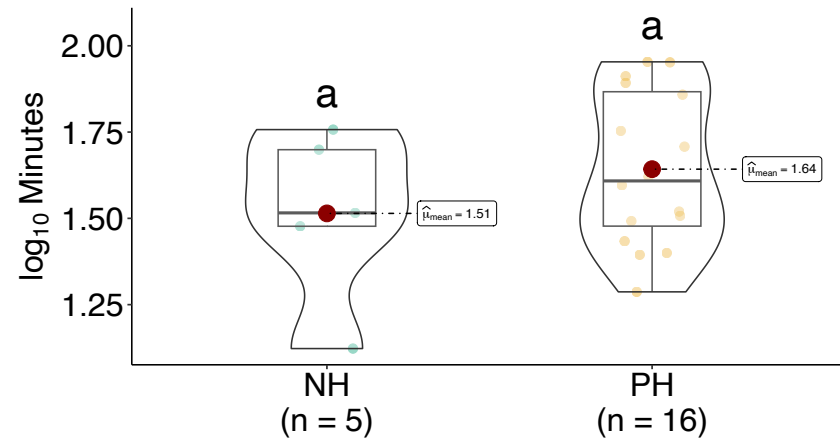 a
a
2.00
1.75
1.50
1.25
log10 Minutes
μ̂mean = 1.51
μ̂mean = 1.64
NH
(n = 5)
PH
(n = 16)